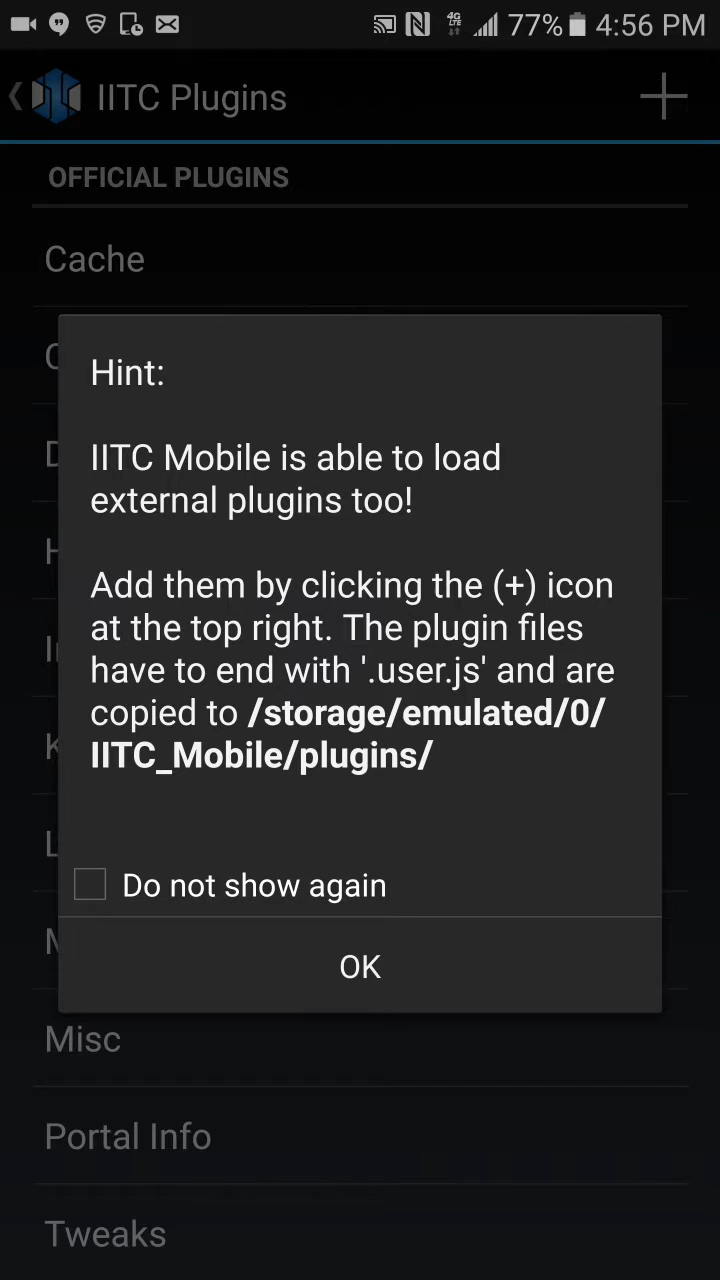 77% 4:56 PM
IITC Plugins
OFFICIAL PLUGINS
Cache
Hint:
IITC Mobile is able to load
external plugins too!
Add them by clicking the (+) icon
at the top right. The plugin files
have to end with '.user.js' and are
copied to /storage/emulated/0/
IITC_Mobile/plugins/
Do not show again
OK
Misc
Portal Info
Tweaks